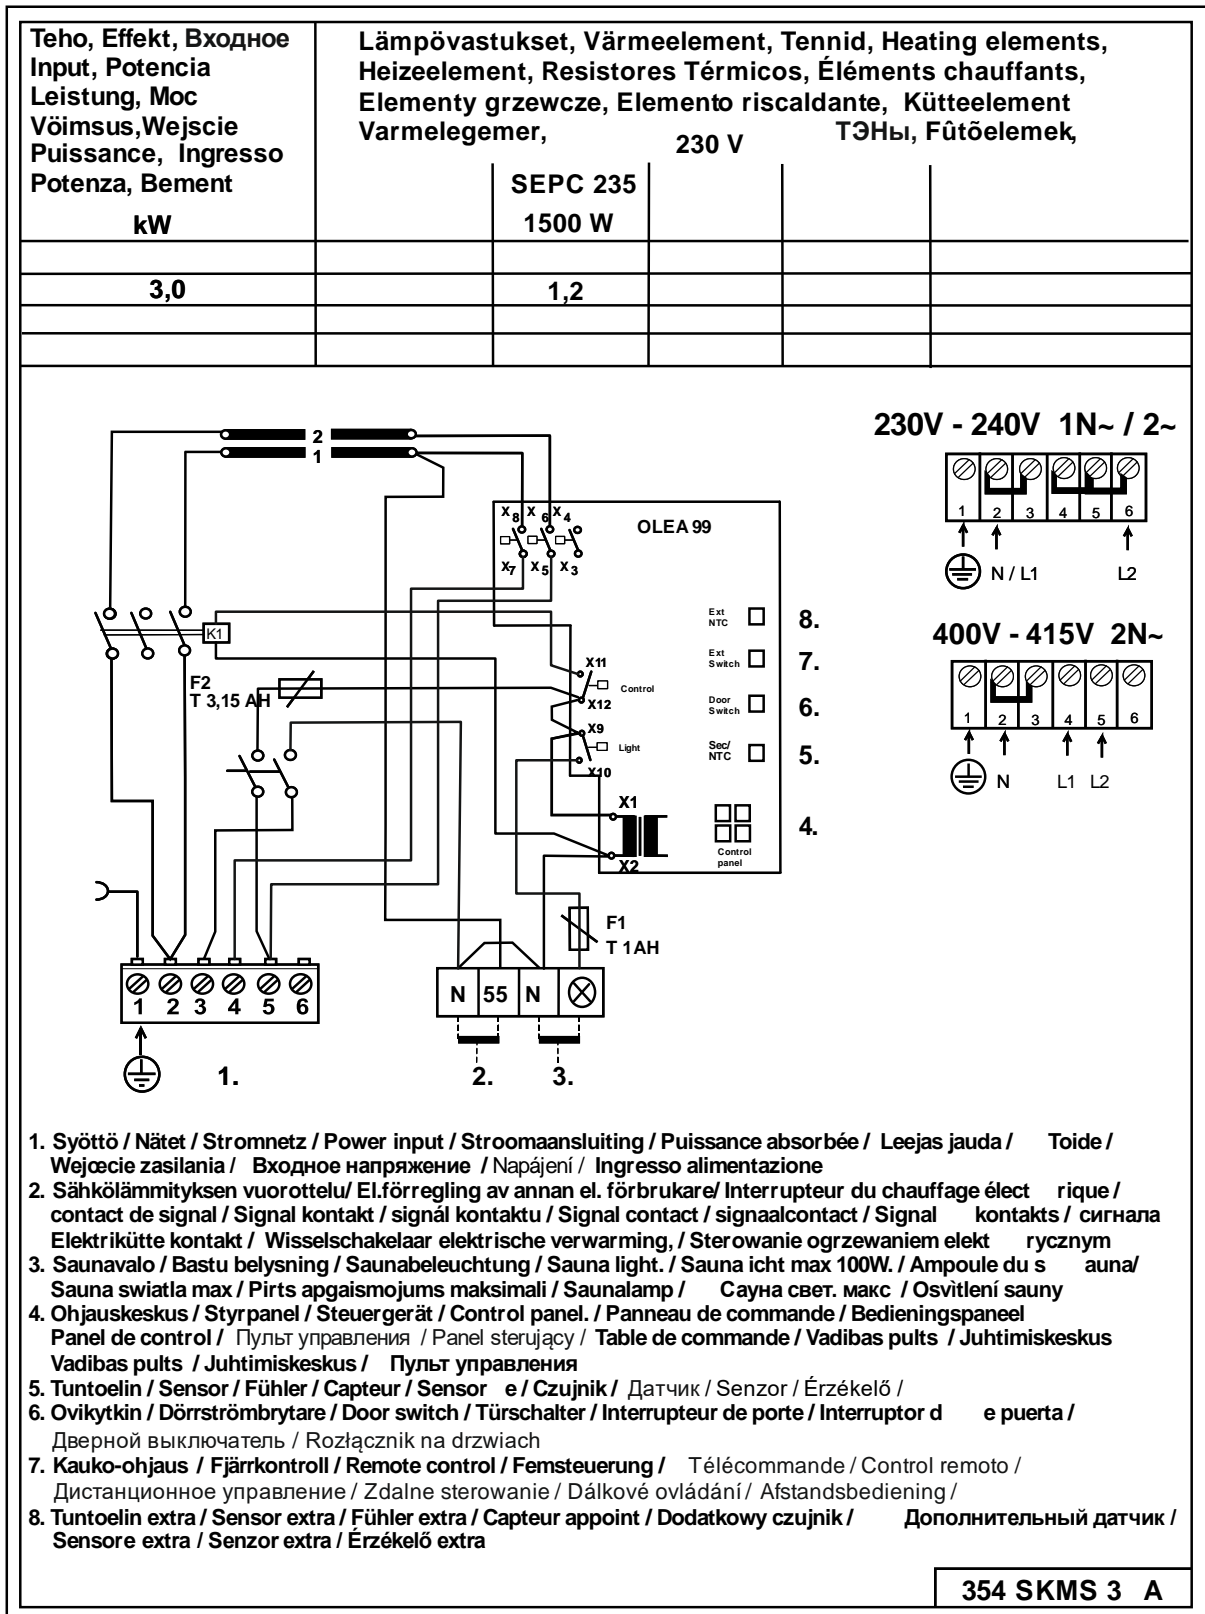 Teho, Effekt, Входное
Input, Potencia
Leistung, Moc
Vöimsus,Wejscie
Puissance, Ingresso
Potenza, Bement
kW
Lämpövastukset, Värmeelement, Tennid, Heating elements,
Heizeelement, Resistores Térmicos, Éléments chauffants,
Elementy grzewcze, Elemento riscaldante, Kütteelement
Varmelegemer, 230 V ТЭНы, Fûtõelemek,
SEPC 235
1500 W
3,0 1,2
230V - 240V 1N~ / 2~
1 2 3 4 5 6
N / L1 L2
400V - 415V 2N~
1 2 3 4 5 6
N L1 L2
2
1
X8 X6 X4
X7 X5 X3
OLEA 99
K1
F2
T 3,15 AH
X11
Control
X12
X9
Light
X10
X1
X2
Ext
NTC
8.
Ext
Switch
7.
Door
Switch
6.
Sec/
NTC
5.
Control
panel
4.
F1
T 1AH
N 55 N
1 2 3 4 5 6
1. 2. 3.
1. Syöttö / Nätet / Stromnetz / Power input / Stroomaansluiting / Puissance absorbée / Leejas jauda / Toide /
Wejœcie zasilania / Входное напряжение / Napájení / Ingresso alimentazione
2. Sähkölämmityksen vuorottelu/ El.förregling av annan el. förbrukare/ Interrupteur du chauffage élect rique /
contact de signal / Signal kontakt / signál kontaktu / Signal contact / signaalcontact / Signal kontakts / сигнала
Elektrikütte kontakt / Wisselschakelaar elektrische verwarming, / Sterowanie ogrzewaniem elekt rycznym
3. Saunavalo / Bastu belysning / Saunabeleuchtung / Sauna light. / Sauna icht max 100W. / Ampoule du s auna/
Sauna swiatla max / Pirts apgaismojums maksimali / Saunalamp / Сауна свет. макс / Osvìtlení sauny
4. Ohjauskeskus / Styrpanel / Steuergerät / Control panel. / Panneau de commande / Bedieningspaneel
Panel de control / Пульт управления / Panel sterujący / Table de commande / Vadibas pults / Juhtimiskeskus
Vadibas pults / Juhtimiskeskus / Пульт управления
5. Tuntoelin / Sensor / Fühler / Capteur / Sensor e / Czujnik / Датчик / Senzor / Érzékelő /
6. Ovikytkin / Dörrströmbrytare / Door switch / Türschalter / Interrupteur de porte / Interruptor d e puerta /
Дверной выключатель / Rozłącznik na drzwiach
7. Kauko-ohjaus / Fjärrkontroll / Remote control / Femsteuerung / Télécommande / Control remoto /
Дистанционное управление / Zdalne sterowanie / Dálkové ovládání / Afstandsbediening /
8. Tuntoelin extra / Sensor extra / Fühler extra / Capteur appoint / Dodatkowy czujnik / Дополнительный датчик /
Sensore extra / Senzor extra / Érzékelő extra
354 SKMS 3 A